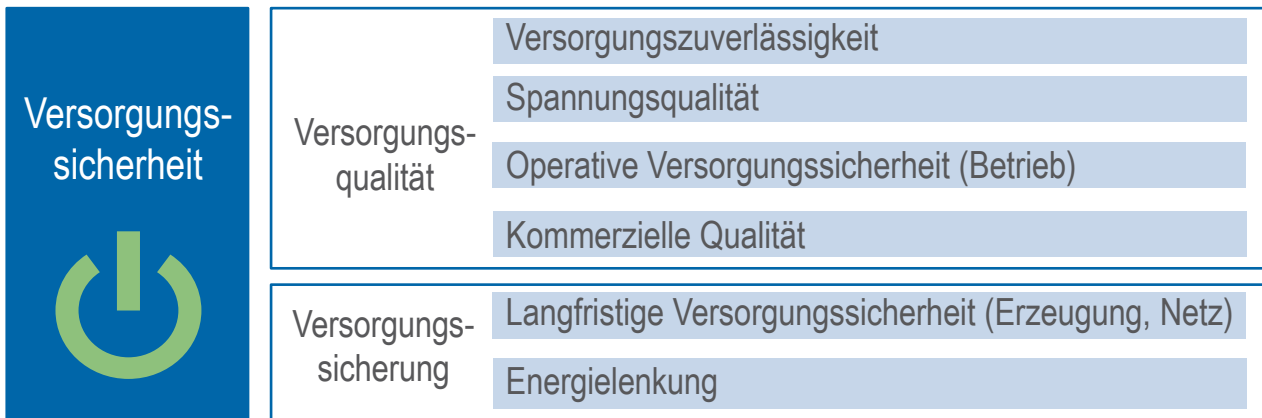 Versorgungs-
sicherheit
Versorgungs-
qualität
Versorgungszuverlässigkeit
Spannungsqualität
Operative Versorgungssicherheit (Betrieb)
Kommerzielle Qualität
Versorgungs-
sicherung
Langfristige Versorgungssicherheit (Erzeugung, Netz)
Energielenkung